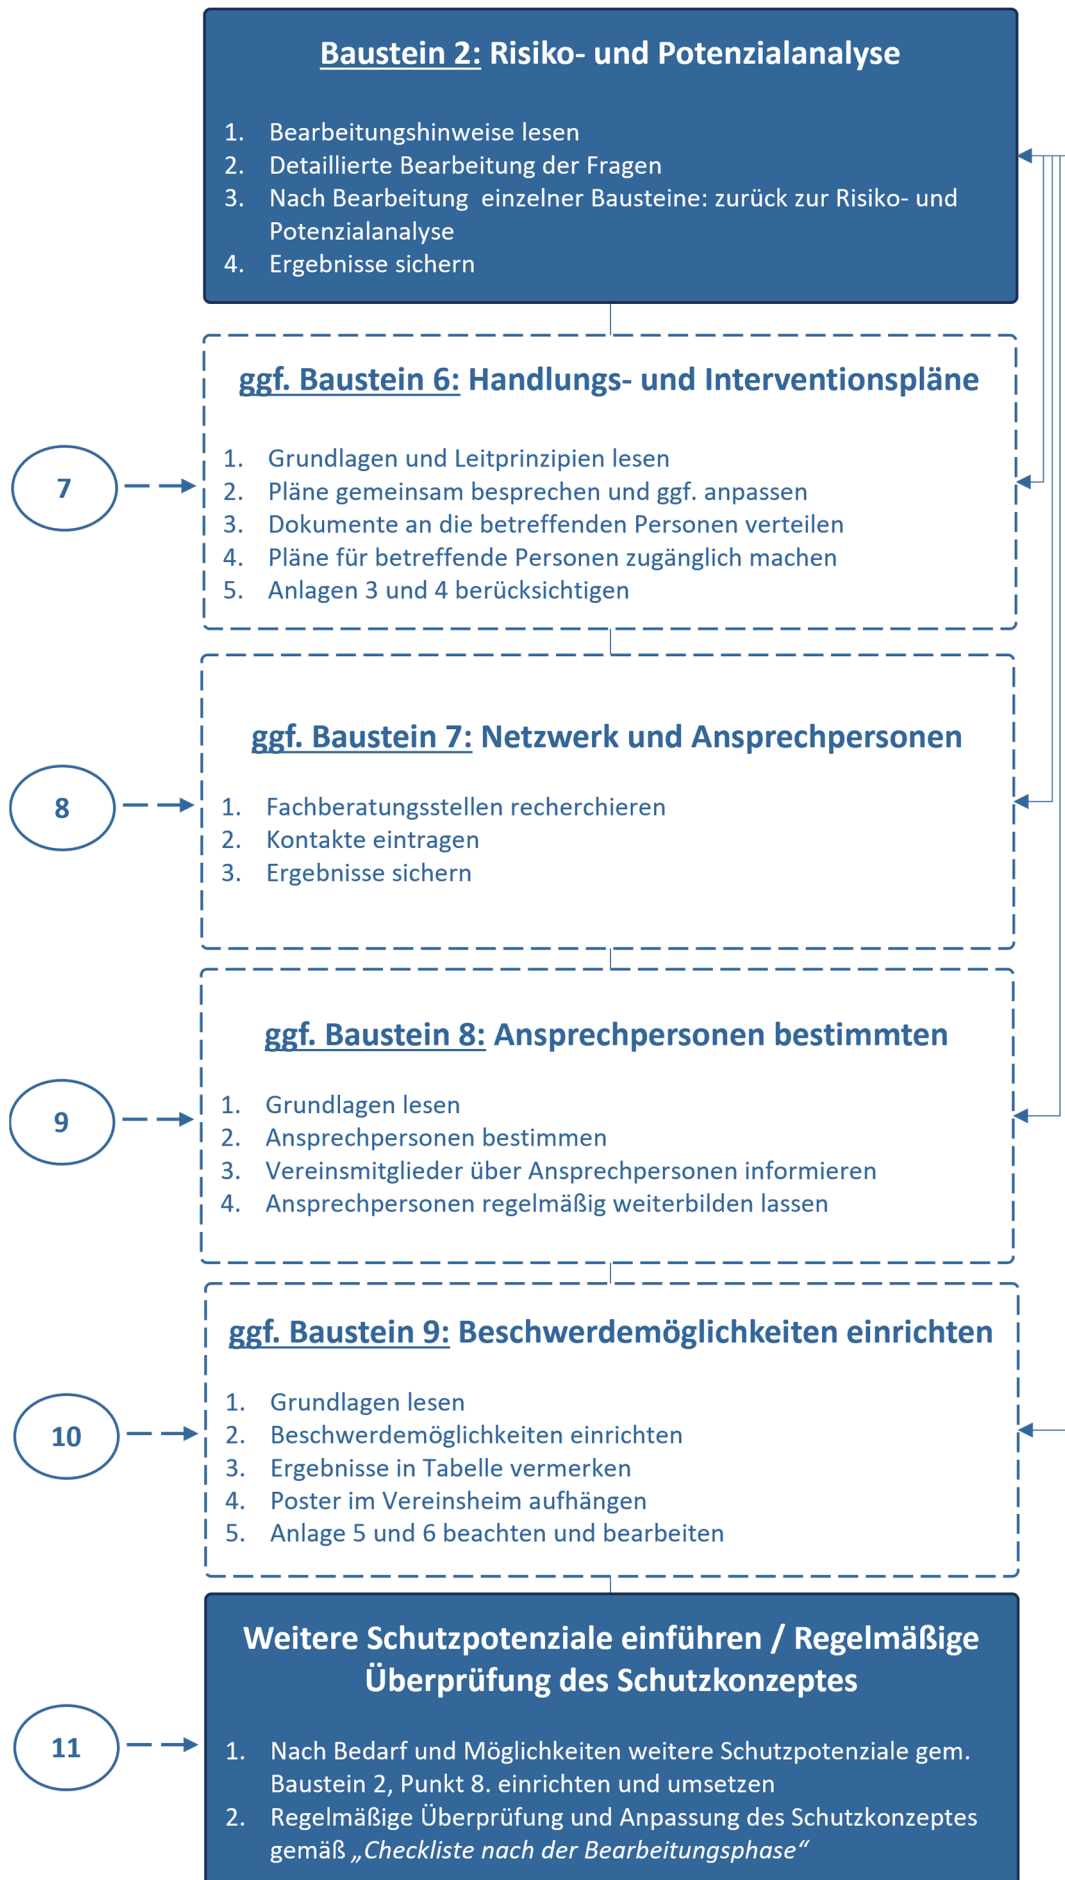 Baustein 2: Risiko- und Potenzialanalyse
1. Bearbeitungshinweise lesen
2. Detaillierte Bearbeitung der Fragen
3. Nach Bearbeitung einzelner Bausteine: zurück zur Risiko- und
Potenzialanalyse
4. Ergebnisse sichern
ggf. Baustein 6: Handlungs- und Interventionspläne
7
1. Grundlagen und Leitprinzipien lesen
2. Pläne gemeinsam besprechen und ggf. anpassen
3. Dokumente an die betreffenden Personen verteilen
4. Pläne für betreffende Personen zugänglich machen
5. Anlagen 3 und 4 berücksichtigen
ggf. Baustein 7: Netzwerk und Ansprechpersonen
8
1. Fachberatungsstellen recherchieren
2. Kontakte eintragen
3. Ergebnisse sichern
ggf. Baustein 8: Ansprechpersonen bestimmten
9
1. Grundlagen lesen
2. Ansprechpersonen bestimmen
3. Vereinsmitglieder über Ansprechpersonen informieren
4. Ansprechpersonen regelmäßig weiterbilden lassen
ggf. Baustein 9: Beschwerdemöglichkeiten einrichten
10
1. Grundlagen lesen
2. Beschwerdemöglichkeiten einrichten
3. Ergebnisse in Tabelle vermerken
4. Poster im Vereinsheim aufhängen
5. Anlage 5 und 6 beachten und bearbeiten
Weitere Schutzpotenziale einführen / Regelmäßige
Überprüfung des Schutzkonzeptes
11
1. Nach Bedarf und Möglichkeiten weitere Schutzpotenziale gem.
Baustein 2, Punkt 8. einrichten und umsetzen
2. Regelmäßige Überprüfung und Anpassung des Schutzkonzeptes
gemäß „Checkliste nach der Bearbeitungsphase“